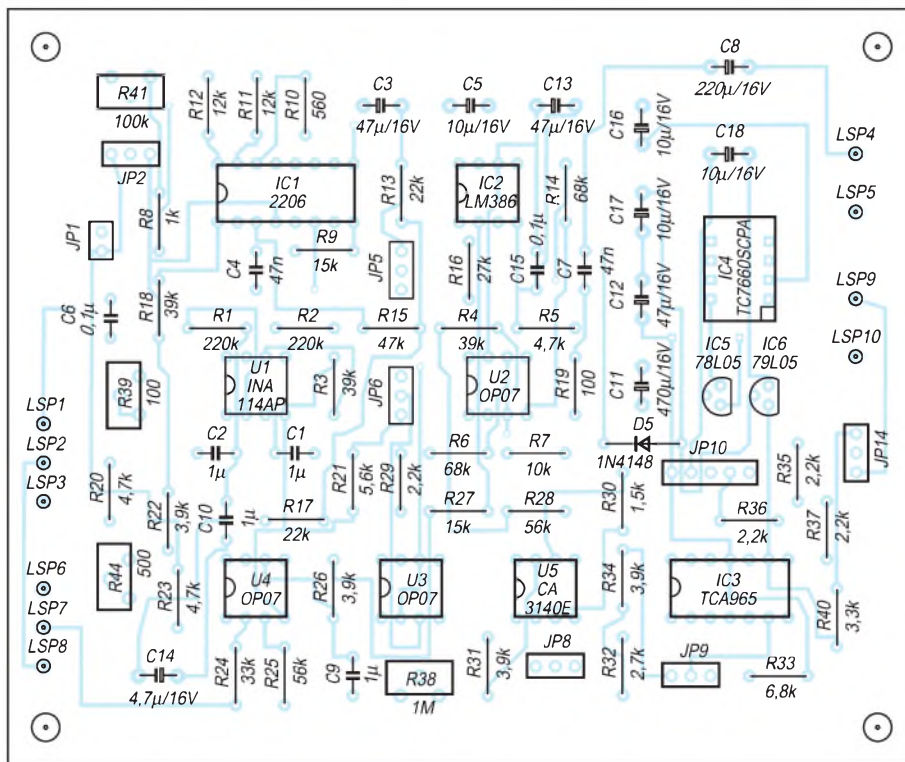 C8
220µ/16V
R41
100k
R12
12k
R11
12k
R10
560
C3
47µ/16V
C5
10µ/16V
C13
47µ/16V
C16
10µ/16V
C18
10µ/16V
LSP4
JP2
IC1
2206
R13
22k
IC2
LM386
R14
68k
LSP5
JP1
R8
1k
R9
15k
C4
47n
JP5
R16
27k
C15
0,1µ
C7
47n
C17
10µ/16V
IC4
TC7660SCPA
C12
47µ/16V
LSP9
C6
0,1µ
R18
39k
R1
220k
R2
220k
R15
47k
R4
39k
R5
4,7k
LSP10
IC5
78L05
IC6
79L05
R39
100
U1
INA
114AP
R3
39k
JP6
U2
OP07
R19
100
C11
470µ/16V
LSP1
LSP2
LSP3
D5
1N4148
JP10
JP14
C2
1µ
C1
1µ
R6
68k
R7
10k
R20
4,7k
R22
3,9k
C10
1µ
R17
22k
R21
5,6k
R29
2,2k
R27
15k
R28
56k
R30
1,5k
R35
2,2k
R36
2,2k
R37
2,2k
LSP6
LSP7
LSP8
R44
500
R23
4,7k
U4
OP07
R26
3,9k
U3
OP07
U5
CA
3140E
R34
3,9k
IC3
TCA965
R40
3,3k
C14
4,7µ/16V
R24
33k
R25
56k
C9
1µ
R38
1M
R31
3,9k
JP8
R32
2,7k
JP9
R33
6,8k